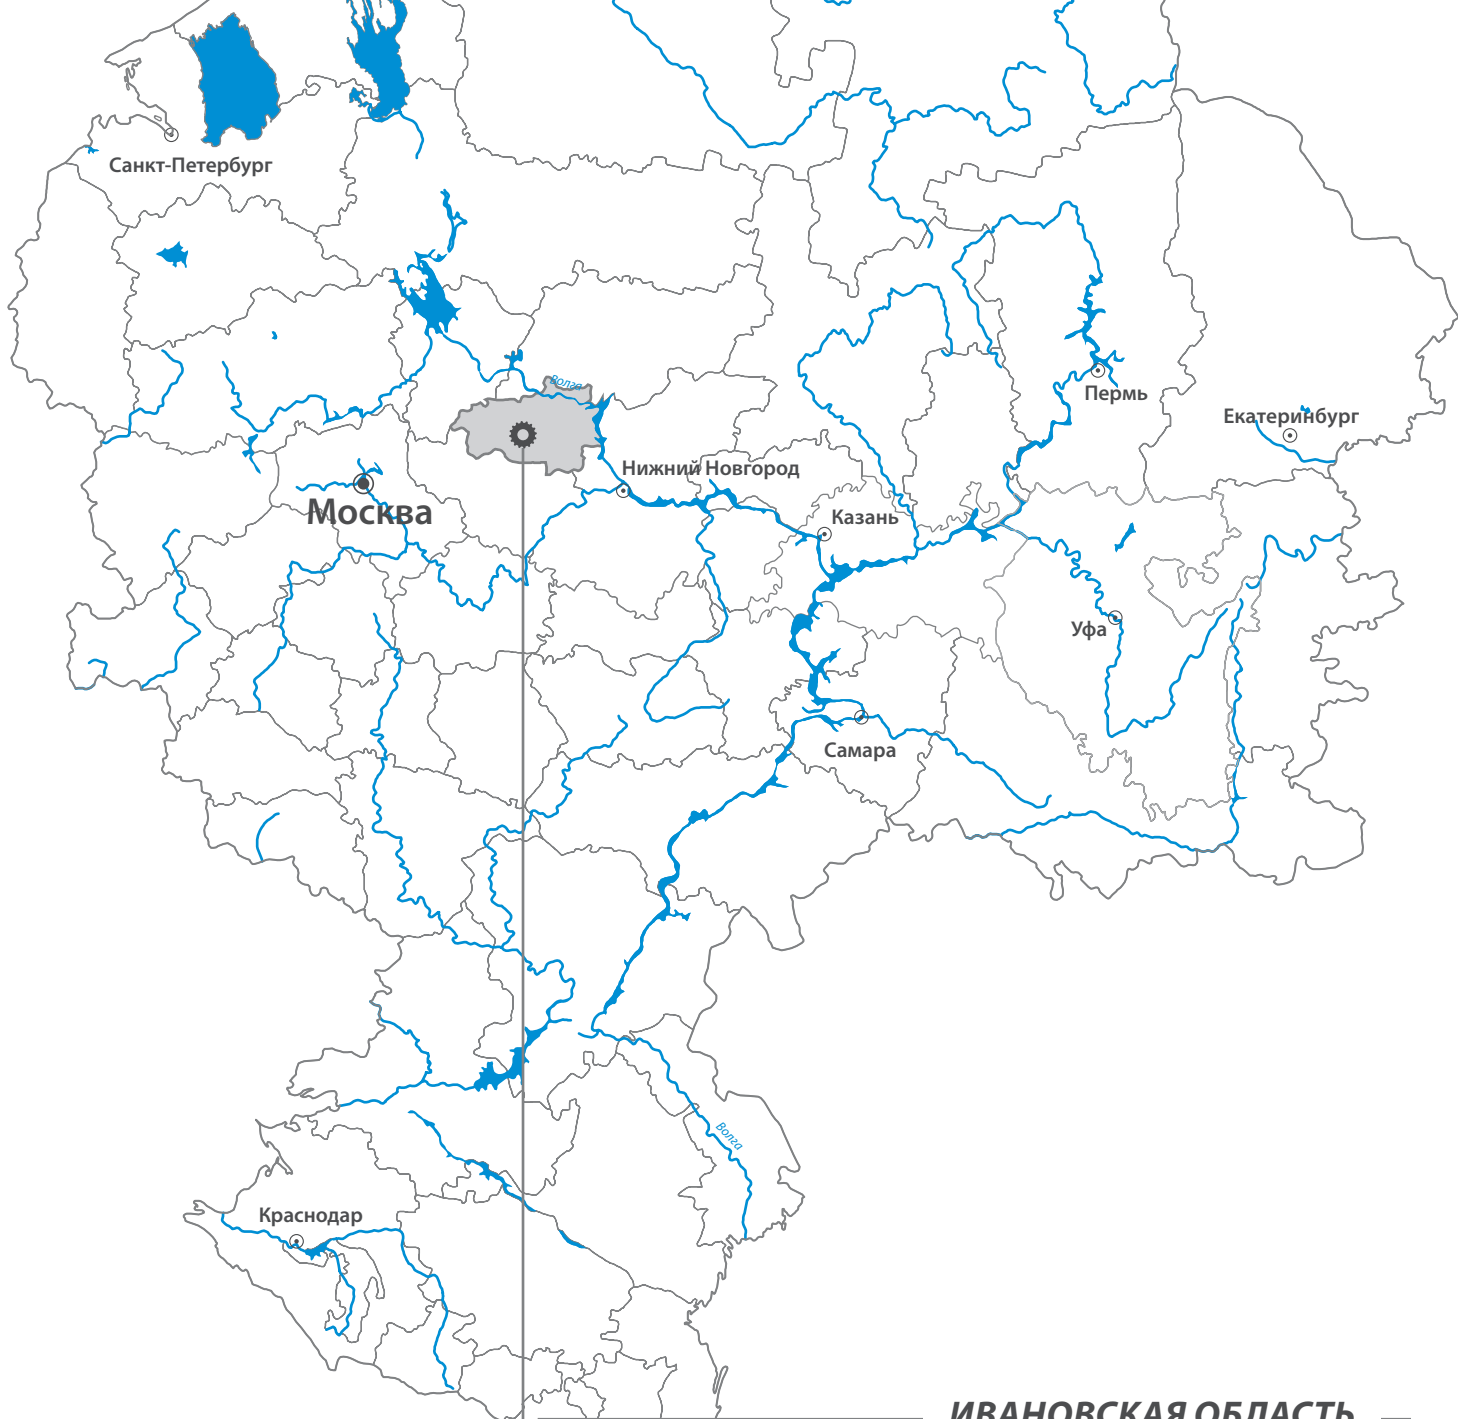 Санкт-Петербург
Волга
Пермь
Екатеринбург
Нижний Новгород
Москва
Казань
Уфа
Самара
Волга
Краснодар
ИВАНОВСКАЯ ОБЛАСТЬ